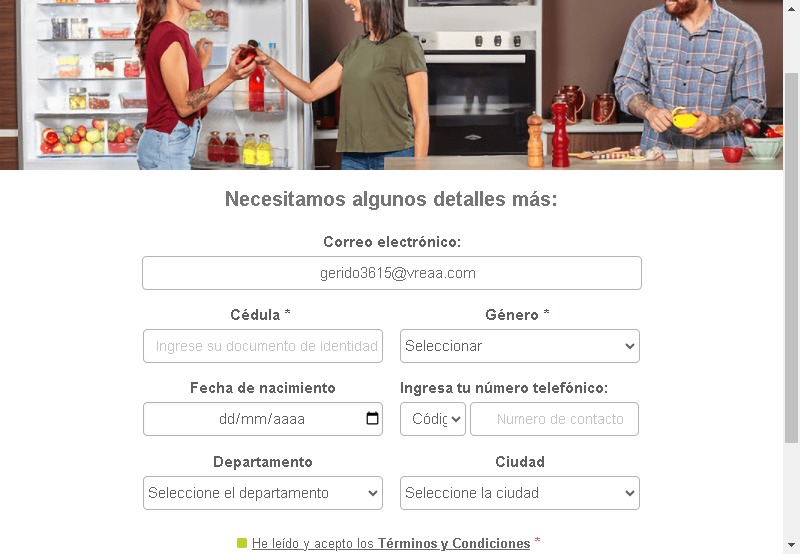 Necesitamos algunos detalles más:
Correo electrónico:
gerido3615@vreaa.com
Cédula *
Género *
Ingrese su documento de identidad
Seleccionar
Fecha de nacimiento
Ingresa tu número telefónico:
dd/mm/aaaa
Códig
Numero de contacto
Departamento
Ciudad
Seleccione el departamento
Seleccione la ciudad
He leído y acepto los Términos y Condiciones *